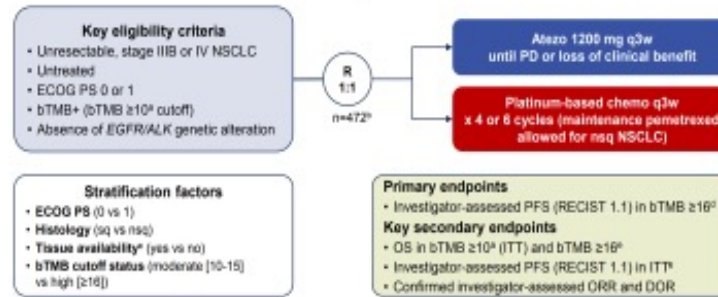 Key eligibility criteria
• Unresectable, stage IIIB or IV NSCLC
• Untreated
• ECOG PS 0 or 1
• bTMB+ (bTMB ≥10ᵃ cutoff)
• Absence of EGFR/ALK genetic alteration
R
1:1
n=472ᵇ
Atezo 1200 mg q3w
until PD or loss of clinical benefit
Platinum-based chemo q3w
x 4 or 6 cycles (maintenance pemetrexed
allowed for nsq NSCLC)
Stratification factors
• ECOG PS (0 vs 1)
• Histology (sq vs nsq)
• Tissue availabilityᶜ (yes vs no)
• bTMB cutoff status (moderate [10-15]
vs high [≥16])
Primary endpoints
• Investigator-assessed PFS (RECIST 1.1) in bTMB ≥16ᵈ
Key secondary endpoints
• OS in bTMB ≥10ᵃ (ITT) and bTMB ≥16ᵉ
• Investigator-assessed PFS (RECIST 1.1) in ITT
• Confirmed investigator-assessed ORR and DOR